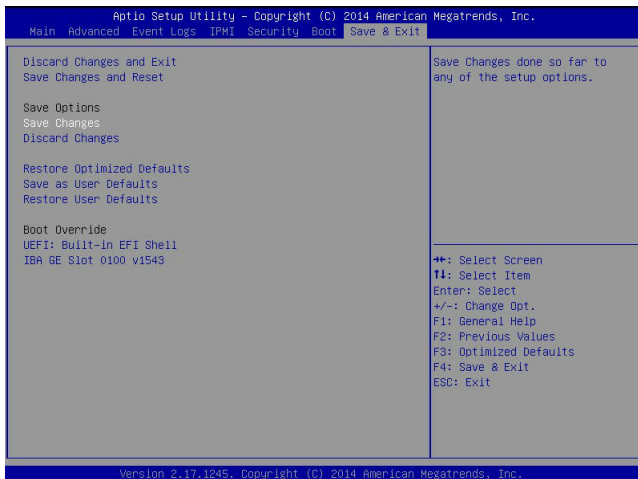 Aptio Setup Utility – Copyright (C) 2014 American Megatrends, Inc.
Main Advanced Event Logs IPMI Security Boot Save & Exit
Discard Changes and Exit
Save Changes and Reset
Save Options
Save Changes
Discard Changes
Restore Optimized Defaults
Save as User Defaults
Restore User Defaults
Boot Override
UEFI: Built-in EFI Shell
IBA GE Slot 0100 v1543
Save Changes done so far to
any of the setup options.
→←: Select Screen
↑↓: Select Item
Enter: Select
+/-: Change Opt.
F1: General Help
F2: Previous Values
F3: Optimized Defaults
F4: Save & Exit
ESC: Exit
Version 2.17.1245. Copyright (C) 2014 American Megatrends, Inc.